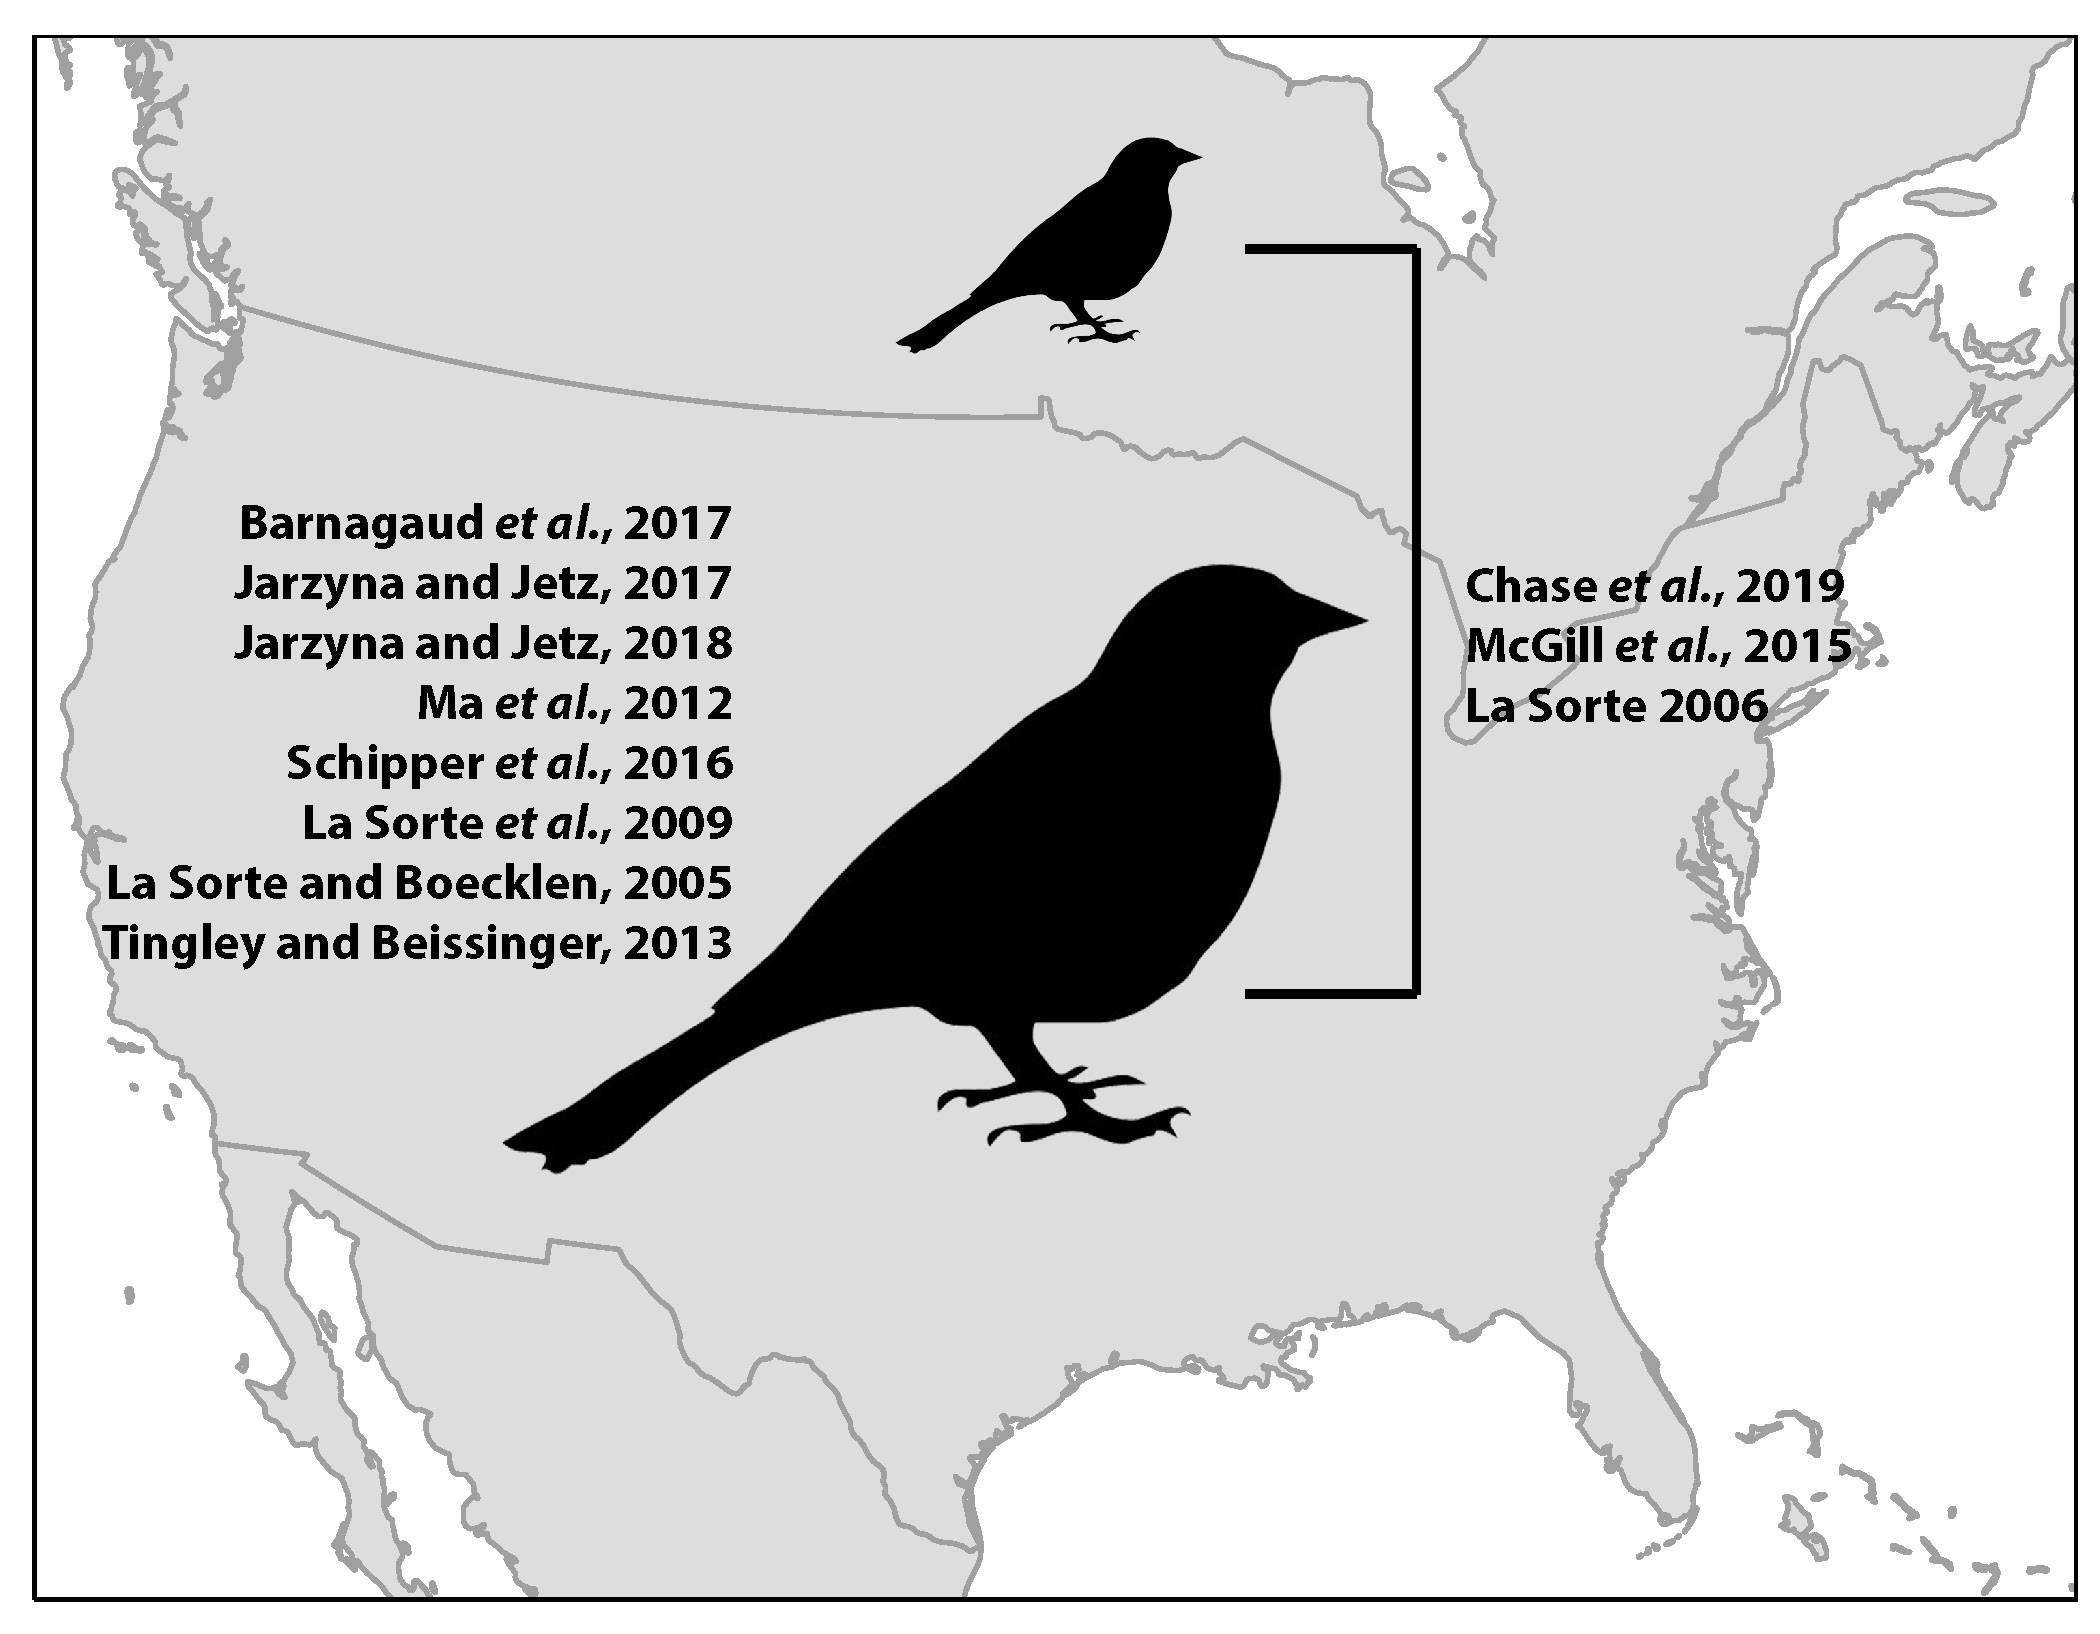 Barnagaud et al., 2017
Jarzyna and Jetz, 2017
Jarzyna and Jetz, 2018
Ma et al., 2012
Schipper et al., 2016
La Sorte et al., 2009
La Sorte and Boecklen, 2005
Tingley and Beissinger, 2013
Chase et al., 2019
McGill et al., 2015
La Sorte 2006